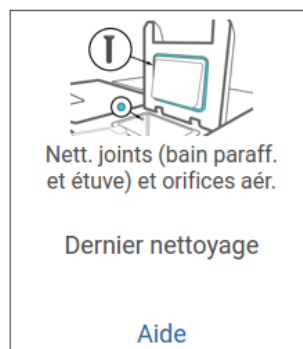 Nett. joints (bain paraff.
et étuve) et orifices aér.
Dernier nettoyage
Aide